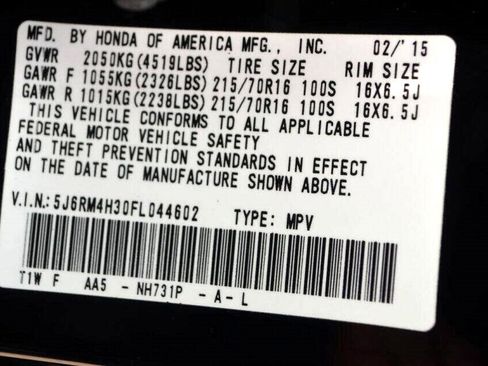 MFD. BY HONDA OF AMERICA MFG., INC. 02/'15
GVWR 2050KG(4519LBS) TIRE SIZE RIM SIZE
GAWR F 1055KG(2326LBS) 215/70R16 100S 16X6.5J
GAWR R 1015KG(2238LBS) 215/70R16 100S 16X6.5J
THIS VEHICLE CONFORMS TO ALL APPLICABLE
FEDERAL MOTOR VEHICLE SAFETY
AND THEFT PREVENTION STANDARDS IN EFFECT
ON THE DATE OF MANUFACTURE SHOWN ABOVE.
V.I.N.: 5J6RM4H30FL044602 TYPE: MPV
T1W F AA5 - NH731P - A - L